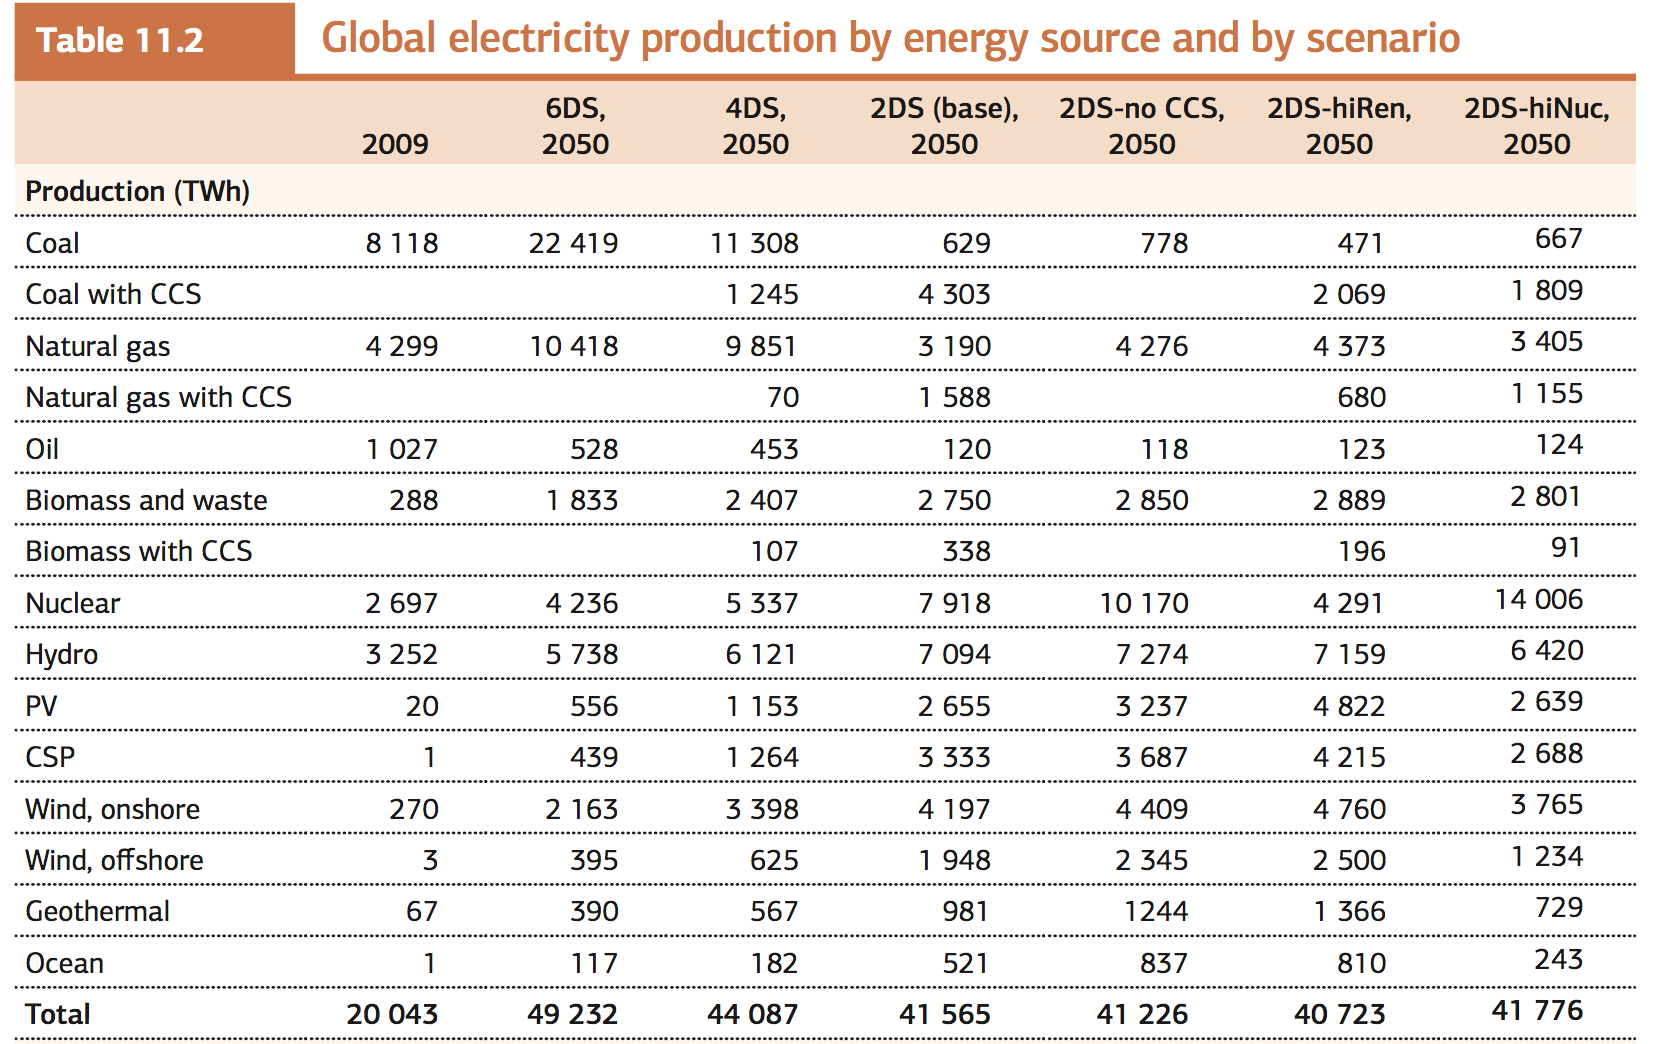 Table 11.2 Global electricity production by energy source and by scenario
2009 6DS, 2050 4DS, 2050 2DS (base), 2050 2DS-no CCS, 2050 2DS-hiRen, 2050 2DS-hiNuc, 2050
Production (TWh)
Coal 8 118 22 419 11 308 629 778 471 667
Coal with CCS 1 245 4 303 2 069 1 809
Natural gas 4 299 10 418 9 851 3 190 4 276 4 373 3 405
Natural gas with CCS 70 1 588 680 1 155
Oil 1 027 528 453 120 118 123 124
Biomass and waste 288 1 833 2 407 2 750 2 850 2 889 2 801
Biomass with CCS 107 338 196 91
Nuclear 2 697 4 236 5 337 7 918 10 170 4 291 14 006
Hydro 3 252 5 738 6 121 7 094 7 274 7 159 6 420
PV 20 556 1 153 2 655 3 237 4 822 2 639
CSP 1 439 1 264 3 333 3 687 4 215 2 688
Wind, onshore 270 2 163 3 398 4 197 4 409 4 760 3 765
Wind, offshore 3 395 625 1 948 2 345 2 500 1 234
Geothermal 67 390 567 981 1244 1 366 729
Ocean 1 117 182 521 837 810 243
Total 20 043 49 232 44 087 41 565 41 226 40 723 41 776